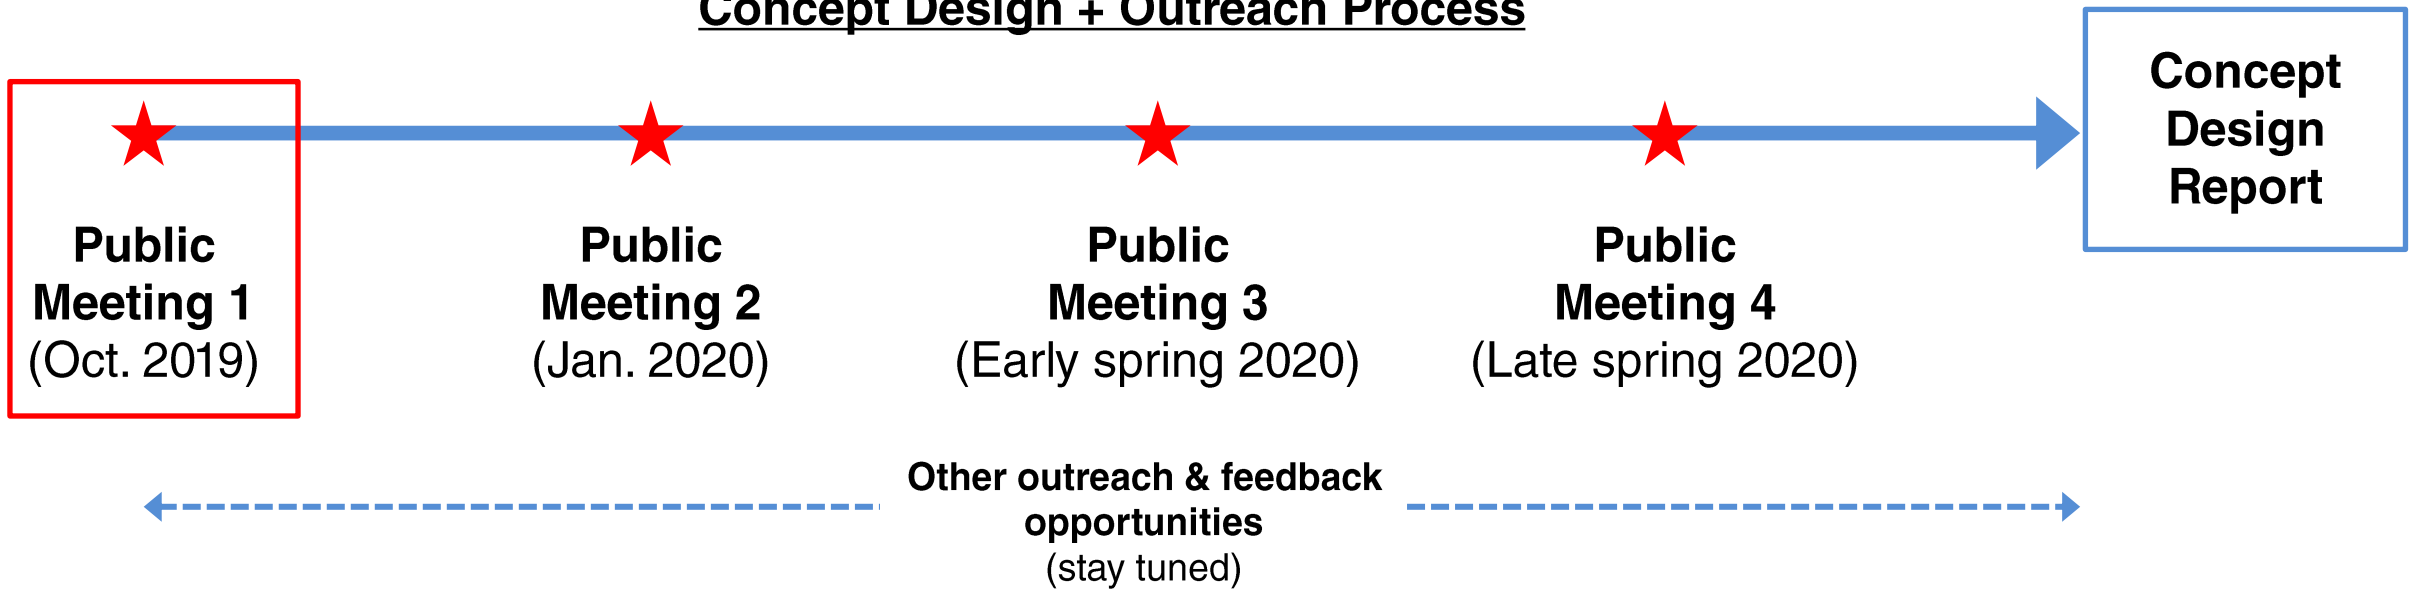 Concept Design + Outreach Process
Concept
Design
Report
Public
Meeting 1
(Oct. 2019)
Public
Meeting 2
(Jan. 2020)
Public
Meeting 3
(Early spring 2020)
Public
Meeting 4
(Late spring 2020)
Other outreach & feedback
opportunities
(stay tuned)